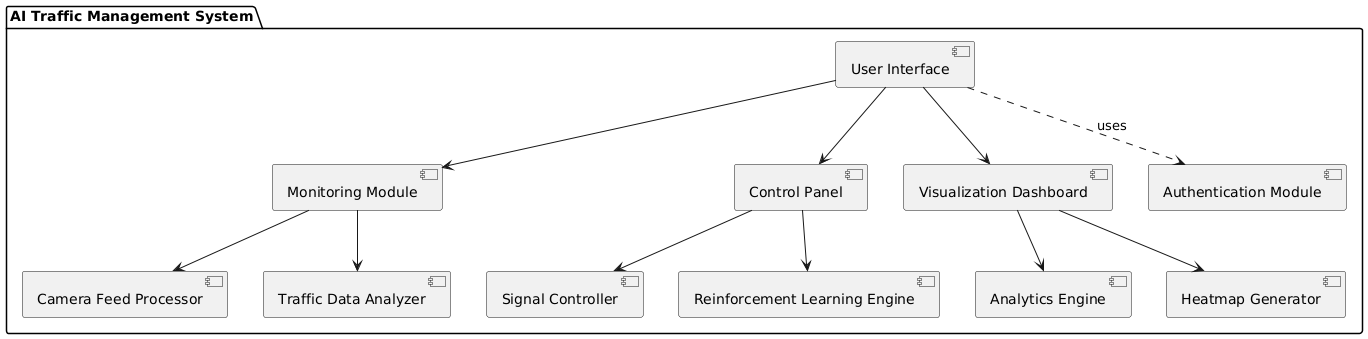 AI Traffic Management System
User Interface
uses
Monitoring Module
Control Panel
Visualization Dashboard
Authentication Module
Camera Feed Processor
Traffic Data Analyzer
Signal Controller
Reinforcement Learning Engine
Analytics Engine
Heatmap Generator